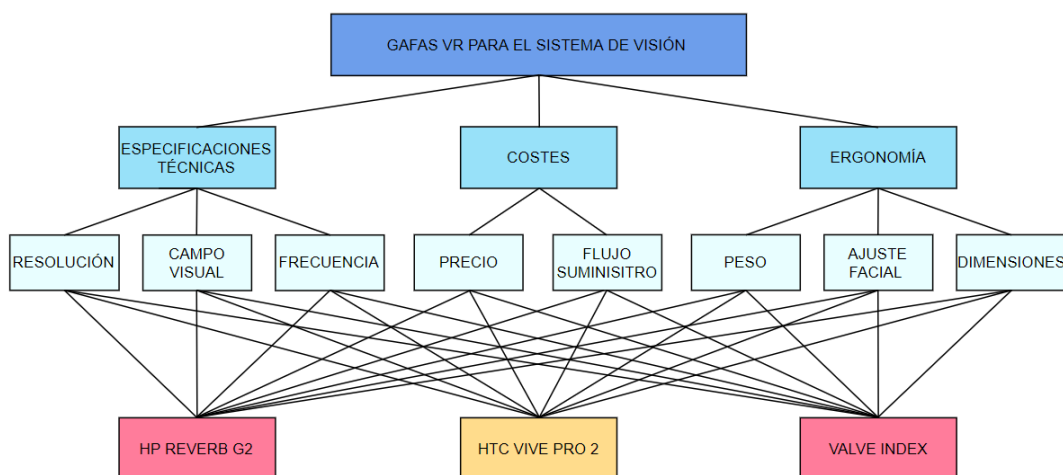 GAFAS VR PARA EL SISTEMA DE VISIÓN
ESPECIFICACIONES
TÉCNICAS
COSTES
ERGONOMÍA
RESOLUCIÓN
CAMPO
VISUAL
FRECUENCIA
PRECIO
FLUJO
SUMINISITRO
PESO
AJUSTE
FACIAL
DIMENSIONES
HP REVERB G2
HTC VIVE PRO 2
VALVE INDEX